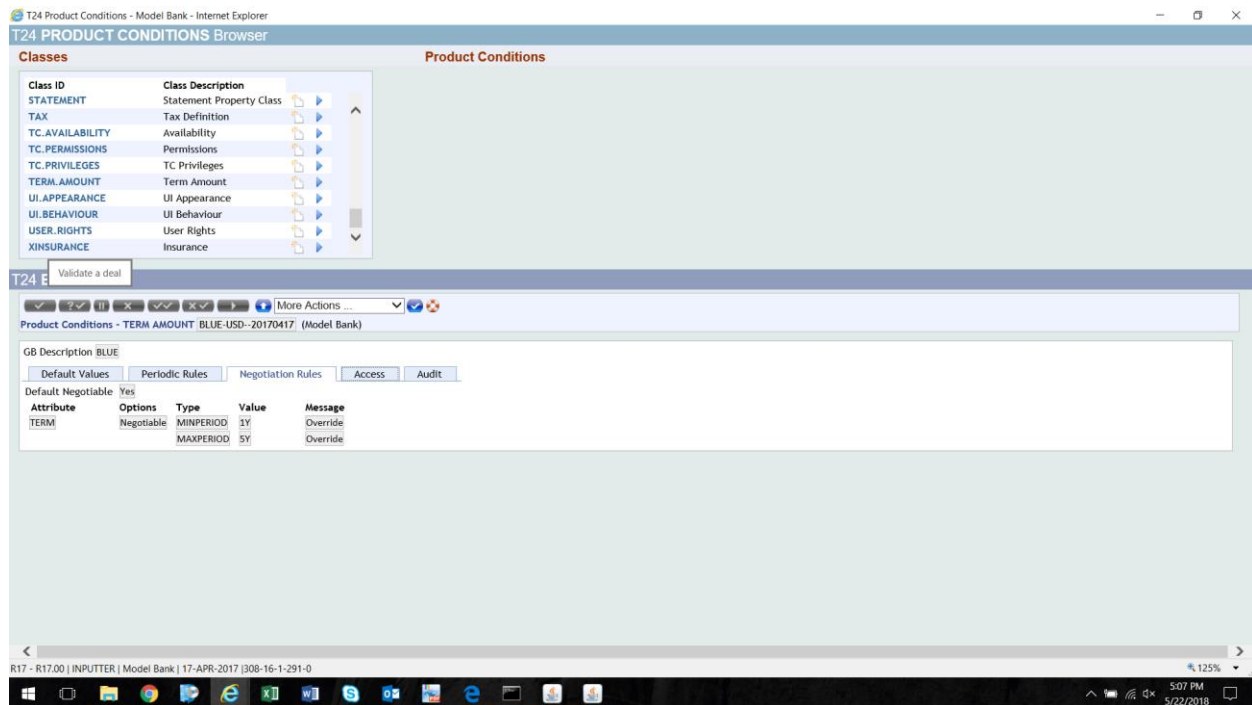 T24 Product Conditions - Model Bank - Internet Explorer
T24 PRODUCT CONDITIONS Browser
Classes Product Conditions
Class ID Class Description
STATEMENT Statement Property Class
TAX Tax Definition
TC.AVAILABILITY Availability
TC.PERMISSIONS Permissions
TC.PRIVILEGES TC Privileges
TERM.AMOUNT Term Amount
UI.APPEARANCE UI Appearance
UI.BEHAVIOUR UI Behaviour
USER.RIGHTS User Rights
XINSURANCE Insurance
Validate a deal
T24
More Actions ...
Product Conditions - TERM AMOUNT BLUE-USD--20170417 (Model Bank)
GB Description BLUE
Default Values Periodic Rules Negotiation Rules Access Audit
Default Negotiable Yes
Attribute Options Type Value Message
TERM Negotiable MINPERIOD 1Y Override
MAXPERIOD 5Y Override
R17 - R17.00 | INPUTTER | Model Bank | 17-APR-2017 |308-16-1-291-0
125%
5:07 PM
5/22/2018